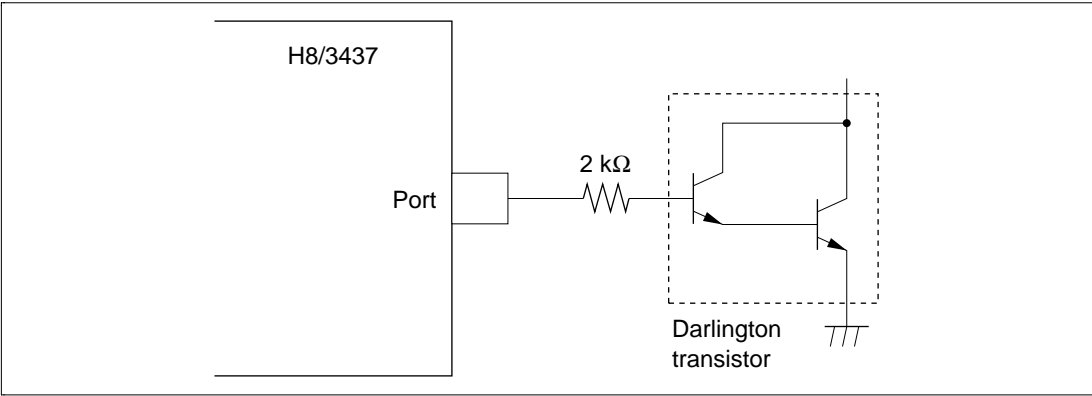 H8/3437
Port
2 kΩ
Darlington
transistor